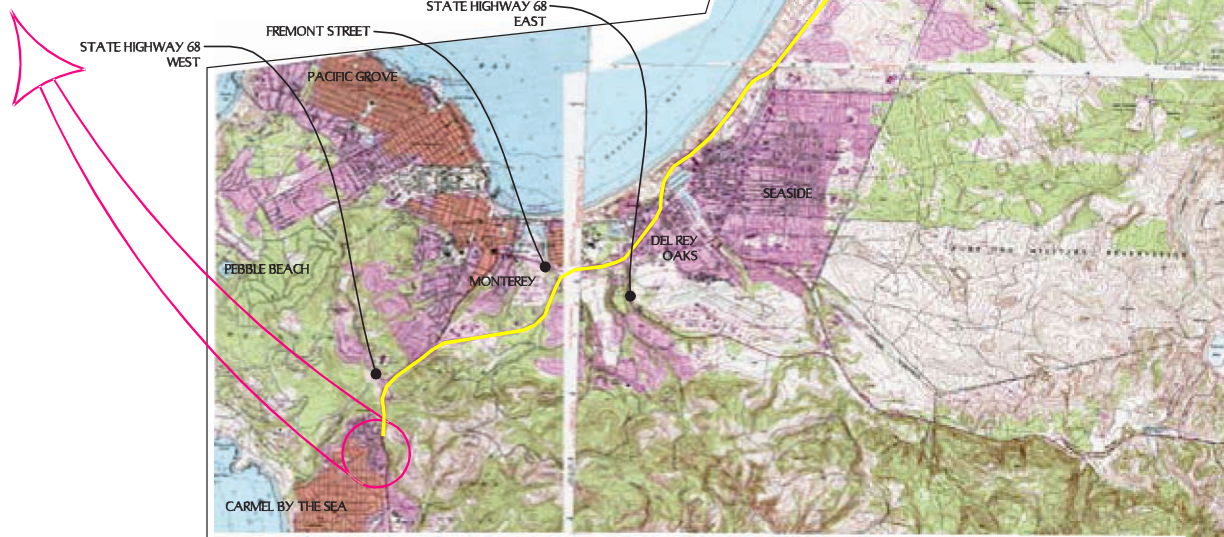 STATE HIGHWAY 68
EAST
FREMONT STREET
STATE HIGHWAY 68
WEST
PACIFIC GROVE
SEASIDE
DEL REY
OAKS
PEBBLE BEACH
MONTEREY
CARMEL BY THE SEA